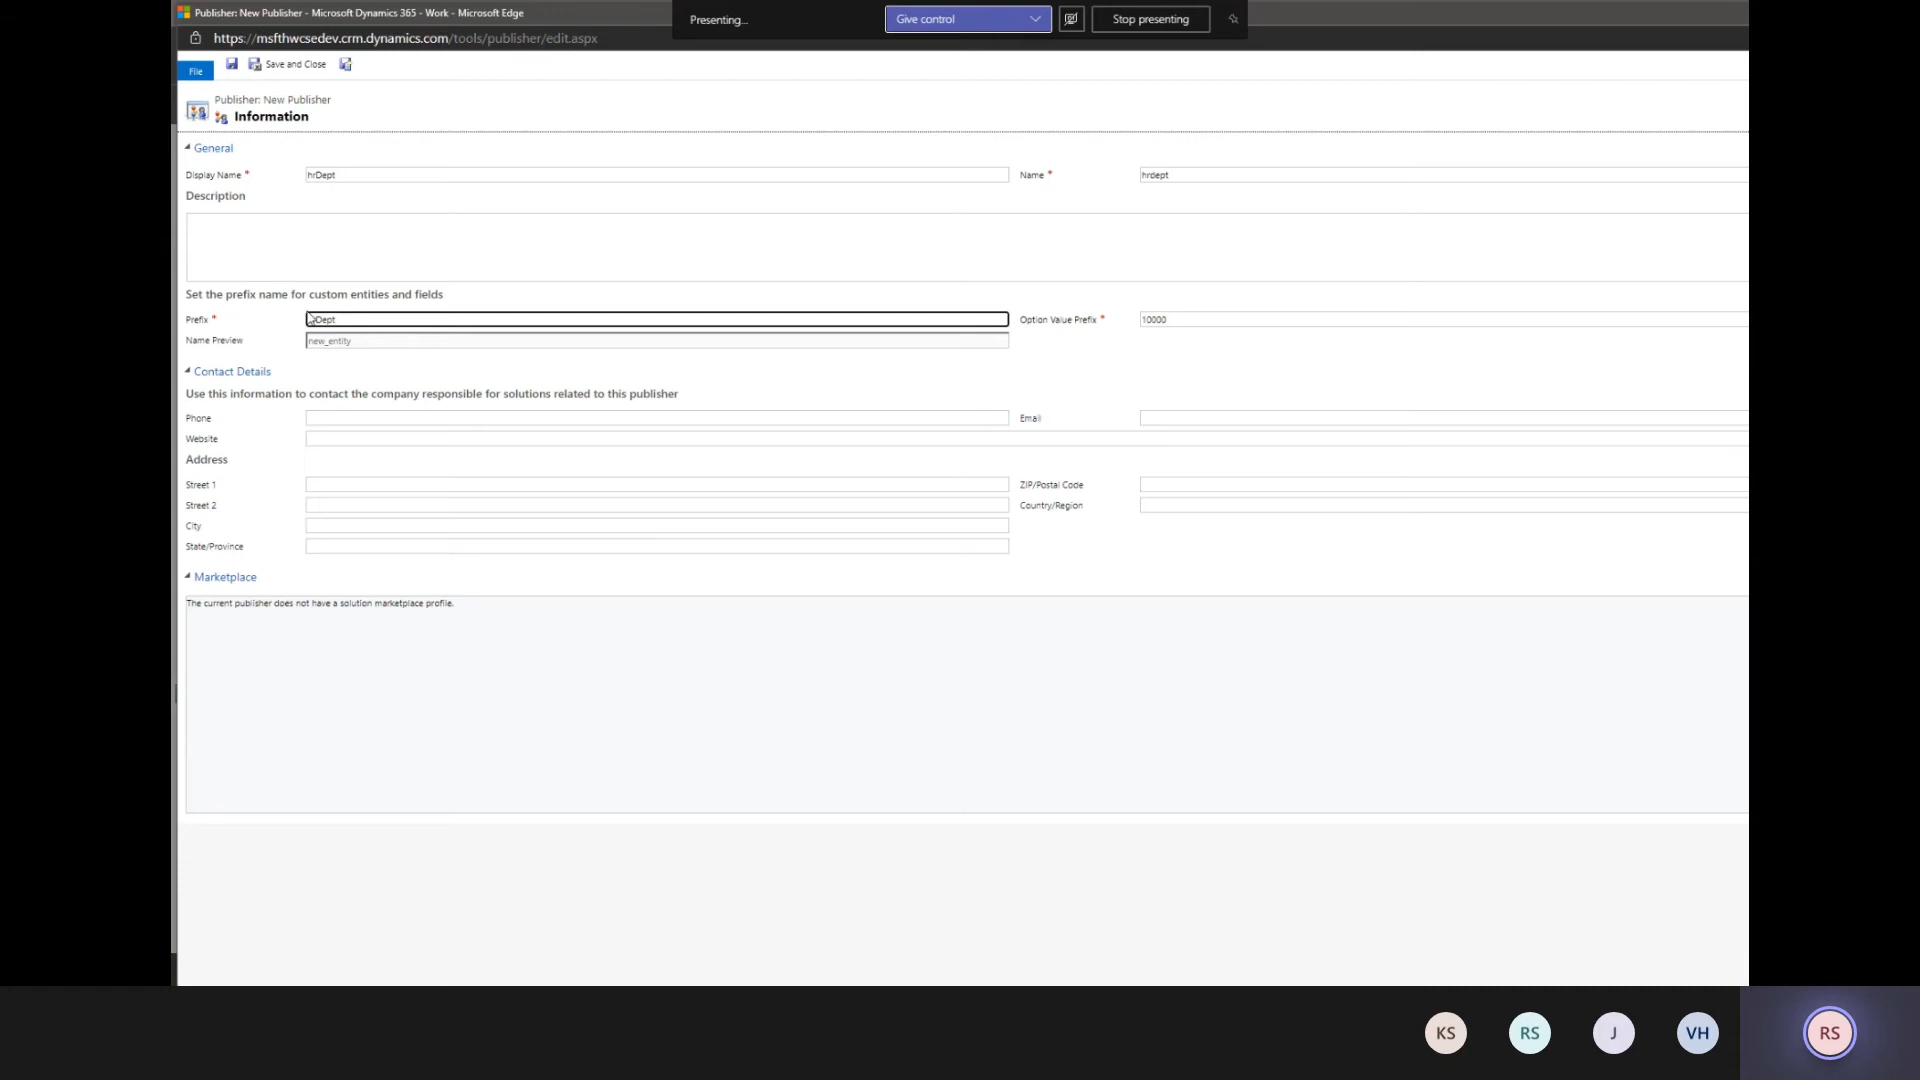 Publisher: New Publisher - Microsoft Dynamics 365 - Work - Microsoft Edge
Presenting...
Give control
Stop presenting
https://msfthwcsedev.crm.dynamics.com/tools/publisher/edit.aspx
File
Save and Close
Publisher: New Publisher
Information
General
Display Name *
hrDept
Name *
hrdept
Description
Set the prefix name for custom entities and fields
Prefix *
Option Value Prefix *
10000
Name Preview
new_entity
Contact Details
Use this information to contact the company responsible for solutions related to this publisher
Phone
Email
Website
Address
Street 1
ZIP/Postal Code
Street 2
Country/Region
City
State/Province
Marketplace
The current publisher does not have a solution marketplace profile.
KS
RS
J
VH
RS